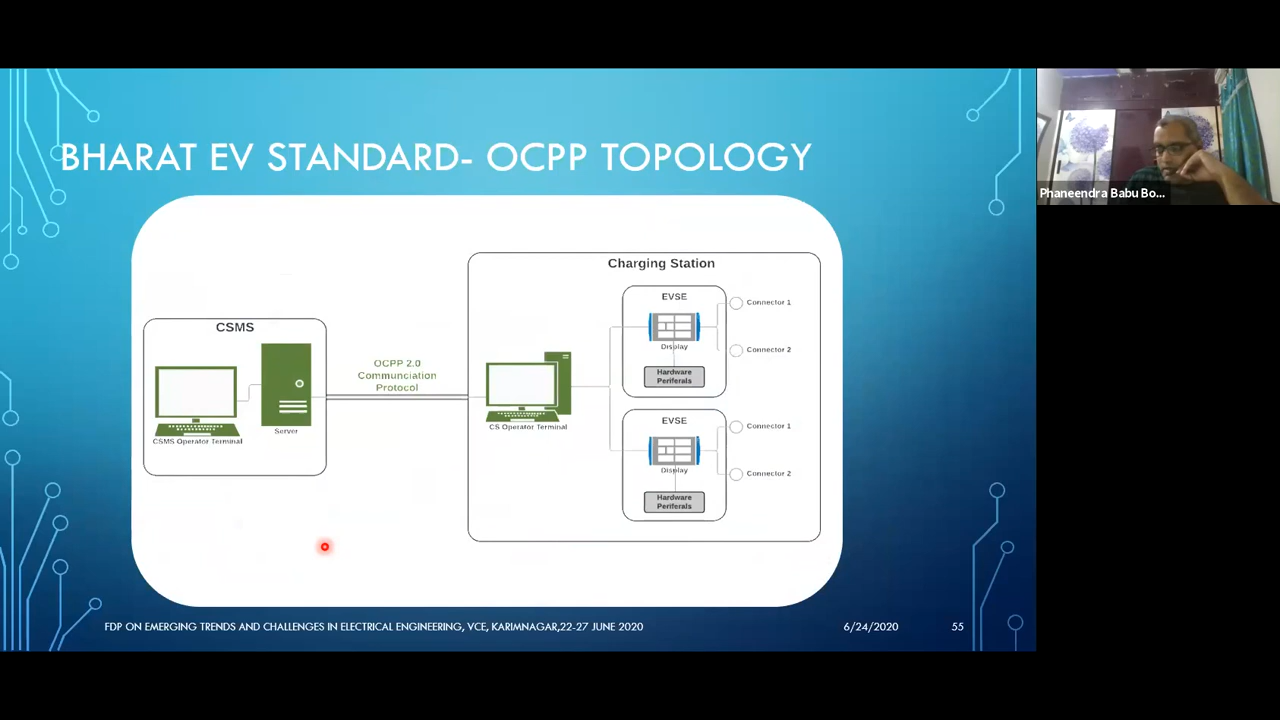 BHARAT EV STANDARD- OCPP TOPOLOGY
Charging Station
CSMS
CSMS Operator Terminal
Server
OCPP 2.0
Communciation
Protocol
CS Operator Terminal
EVSE
Display
Hardware
Periferals
Connector 1
Connector 2
EVSE
Display
Hardware
Periferals
Connector 1
Connector 2
FDP ON EMERGING TRENDS AND CHALLENGES IN ELECTRICAL ENGINEERING, VCE, KARIMNAGAR,22-27 JUNE 2020
6/24/2020
55
Phaneendra Babu Bo...